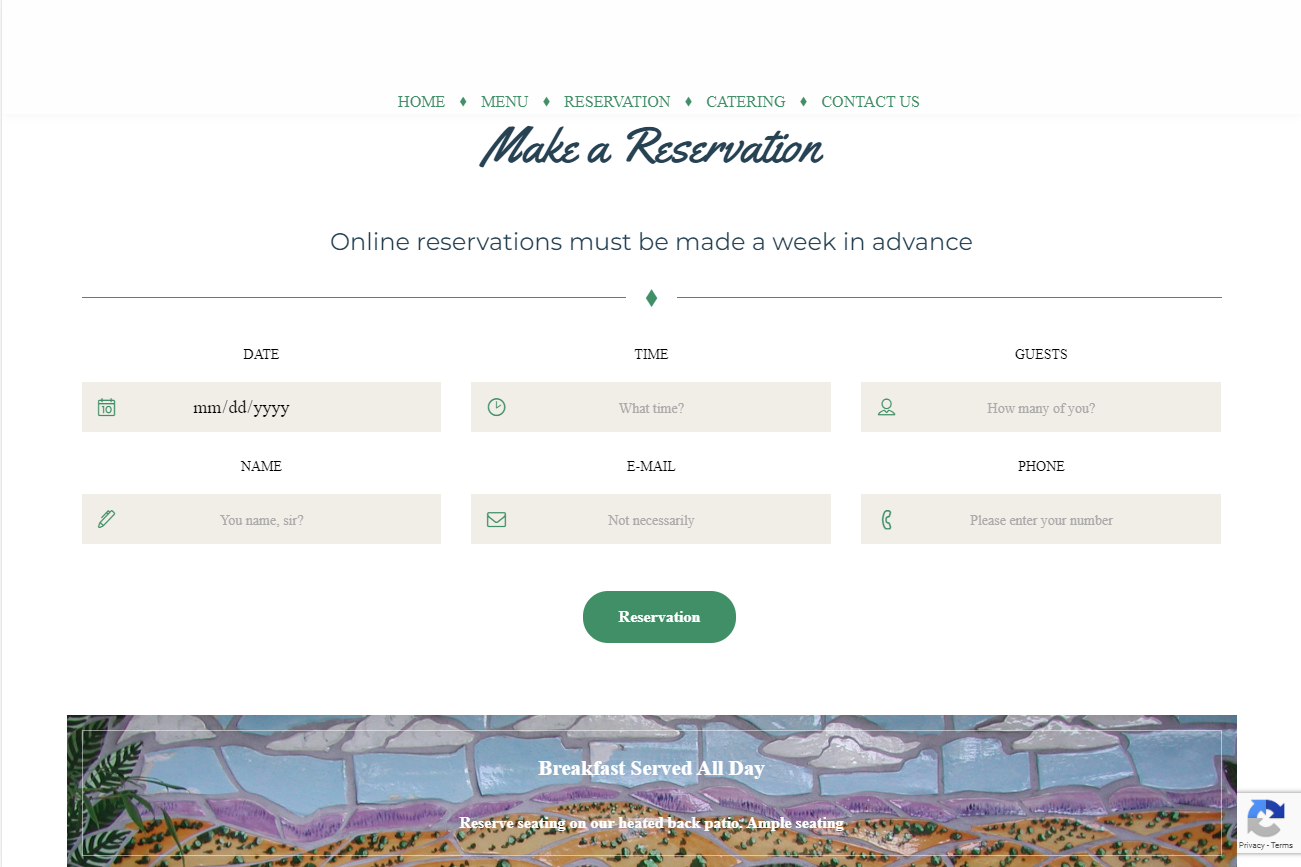 HOME ♦ MENU ♦ RESERVATION ♦ CATERING ♦ CONTACT US
Make a Reservation
Online reservations must be made a week in advance
DATE TIME GUESTS
10 mm/dd/yyyy What time? How many of you?
NAME E-MAIL PHONE
You name, sir? Not necessarily Please enter your number
Reservation
Breakfast Served All Day
Reserve seating on our heated back patio. Ample seating
Privacy - Terms